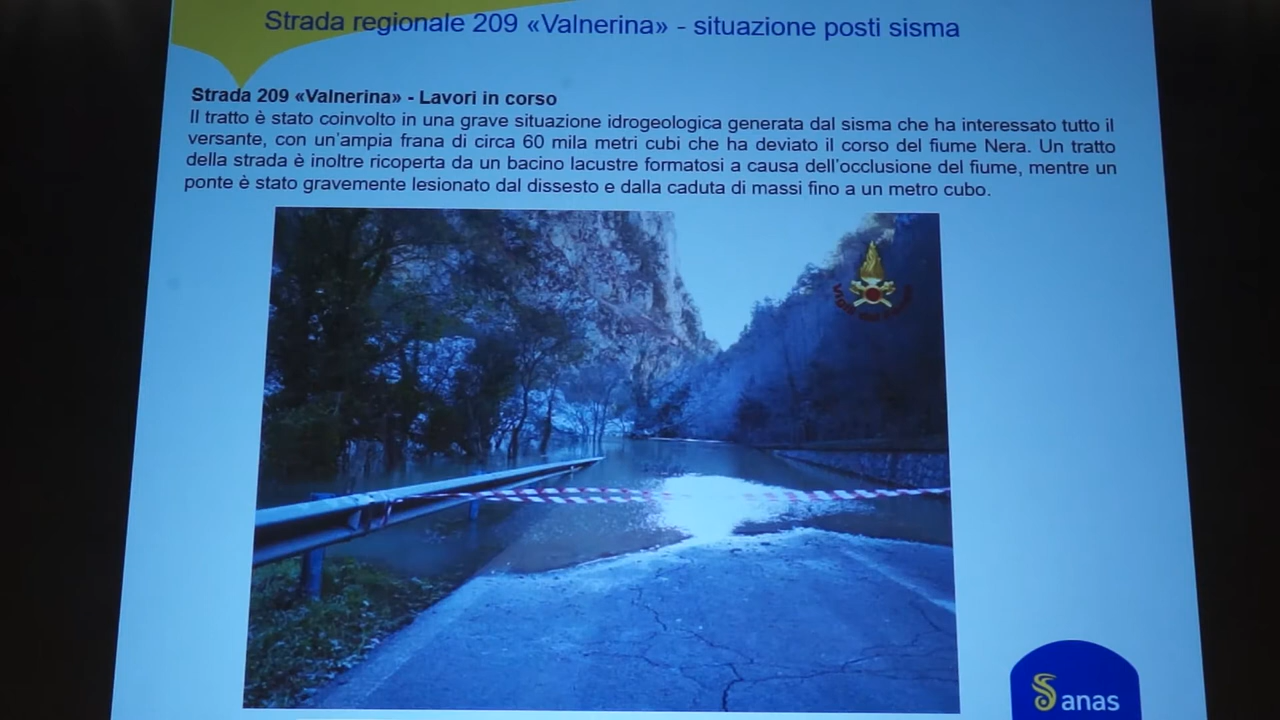 Strada regionale 209 «Valnerina» - situazione posti sisma
Strada 209 «Valnerina» - Lavori in corso
Il tratto è stato coinvolto in una grave situazione idrogeologica generata dal sisma che ha interessato tutto il
versante, con un'ampia frana di circa 60 mila metri cubi che ha deviato il corso del fiume Nera. Un tratto
della strada è inoltre ricoperta da un bacino lacustre formatosi a causa dell'occlusione del fiume, mentre un
ponte è stato gravemente lesionato dal dissesto e dalla caduta di massi fino a un metro cubo.
anas